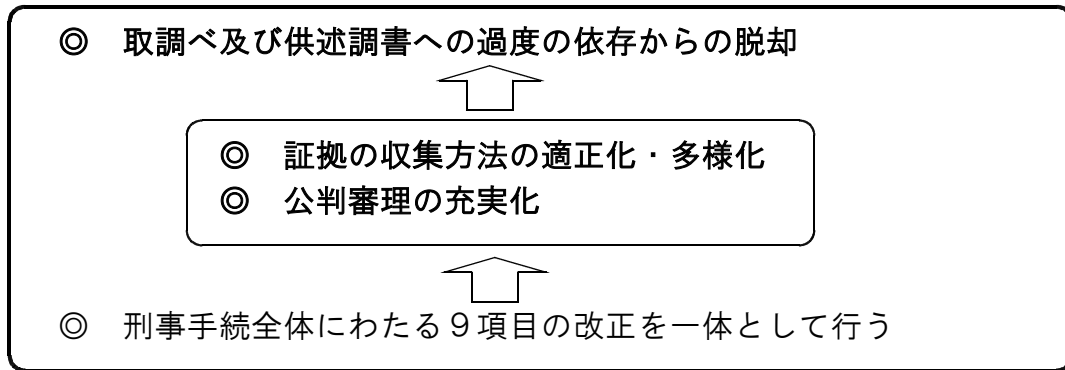 ◎ 取調べ及び供述調書への過度の依存からの脱却
◎ 証拠の収集方法の適正化・多様化
◎ 公判審理の充実化
◎ 刑事手続全体にわたる９項目の改正を一体として行う